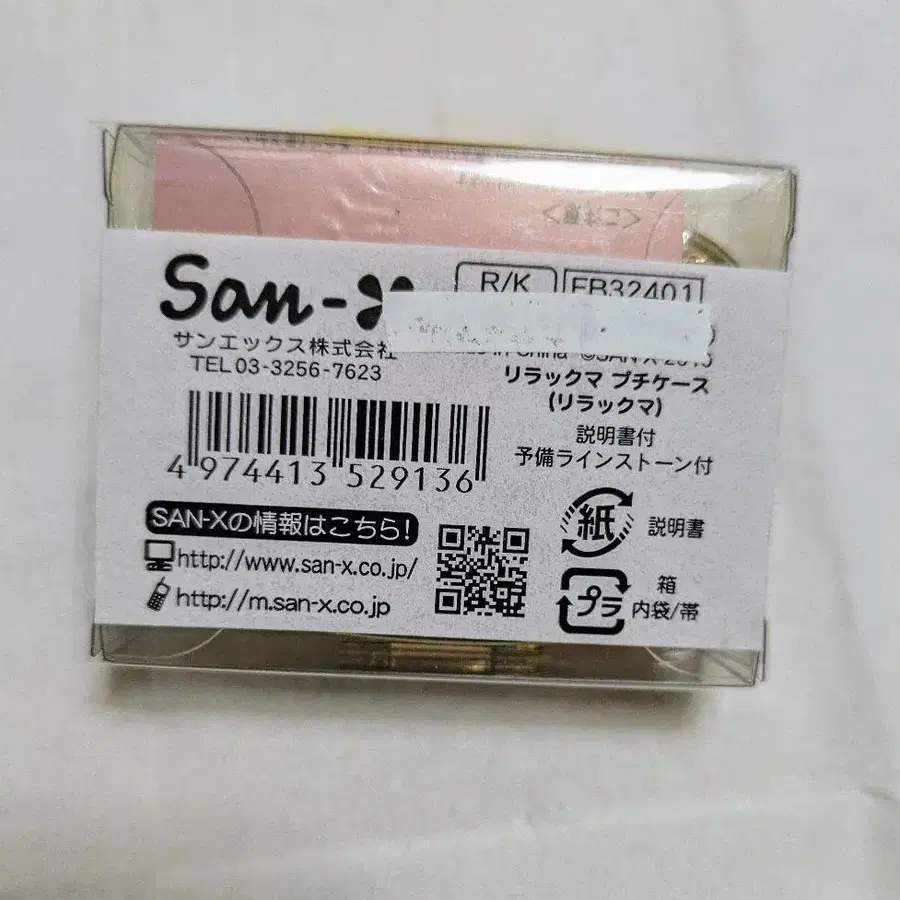 San-X
R/K FB32401
サンエックス株式会社
TEL 03-3256-7623
in China ©SAN-X
リラックマ プチケース
(リラックマ)
説明書付
予備ラインストーン付
4 974413 529136
SAN-Xの情報はこちら!
http://www.san-x.co.jp/
http://m.san-x.co.jp
紙 説明書
プラ 箱
内袋/帯